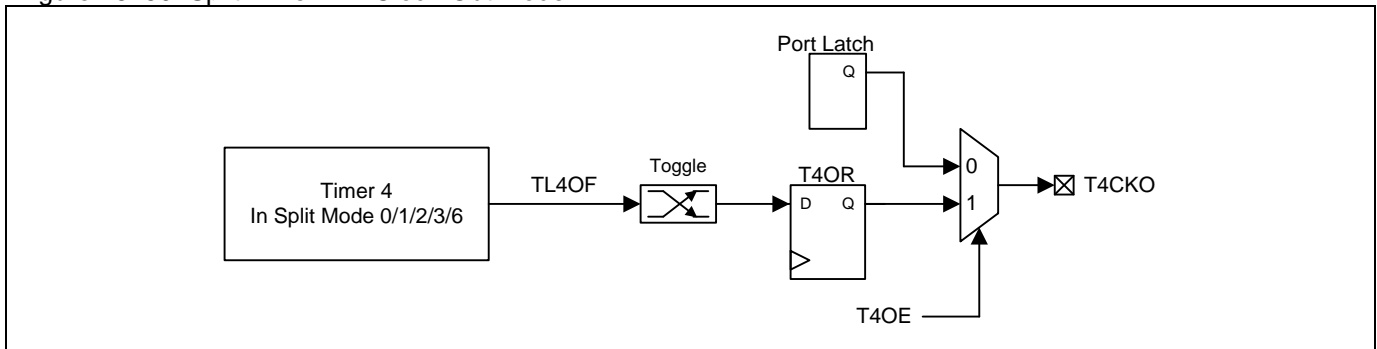 Port Latch
Q
Timer 4
In Split Mode 0/1/2/3/6
TL4OF
Toggle
T4OR
D Q
0
1
T4CKO
T4OE